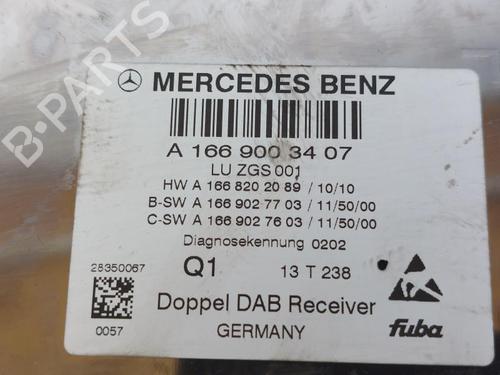 B-PARTS
MERCEDES BENZ
A 166 900 34 07
LU ZGS 001
HW A 166 820 20 89 / 10/10
B-SW A 166 902 77 03 / 11/50/00
C-SW A 166 902 76 03 / 11/50/00
Diagnosekennung 0202
28350067 Q1 13 T 238
Doppel DAB Receiver
0057 GERMANY fuba